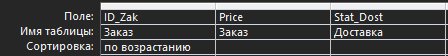 Поле: ID_Zak Price Stat_Dost
Имя таблицы: Заказ Заказ Доставка
Сортировка: по возрастанию